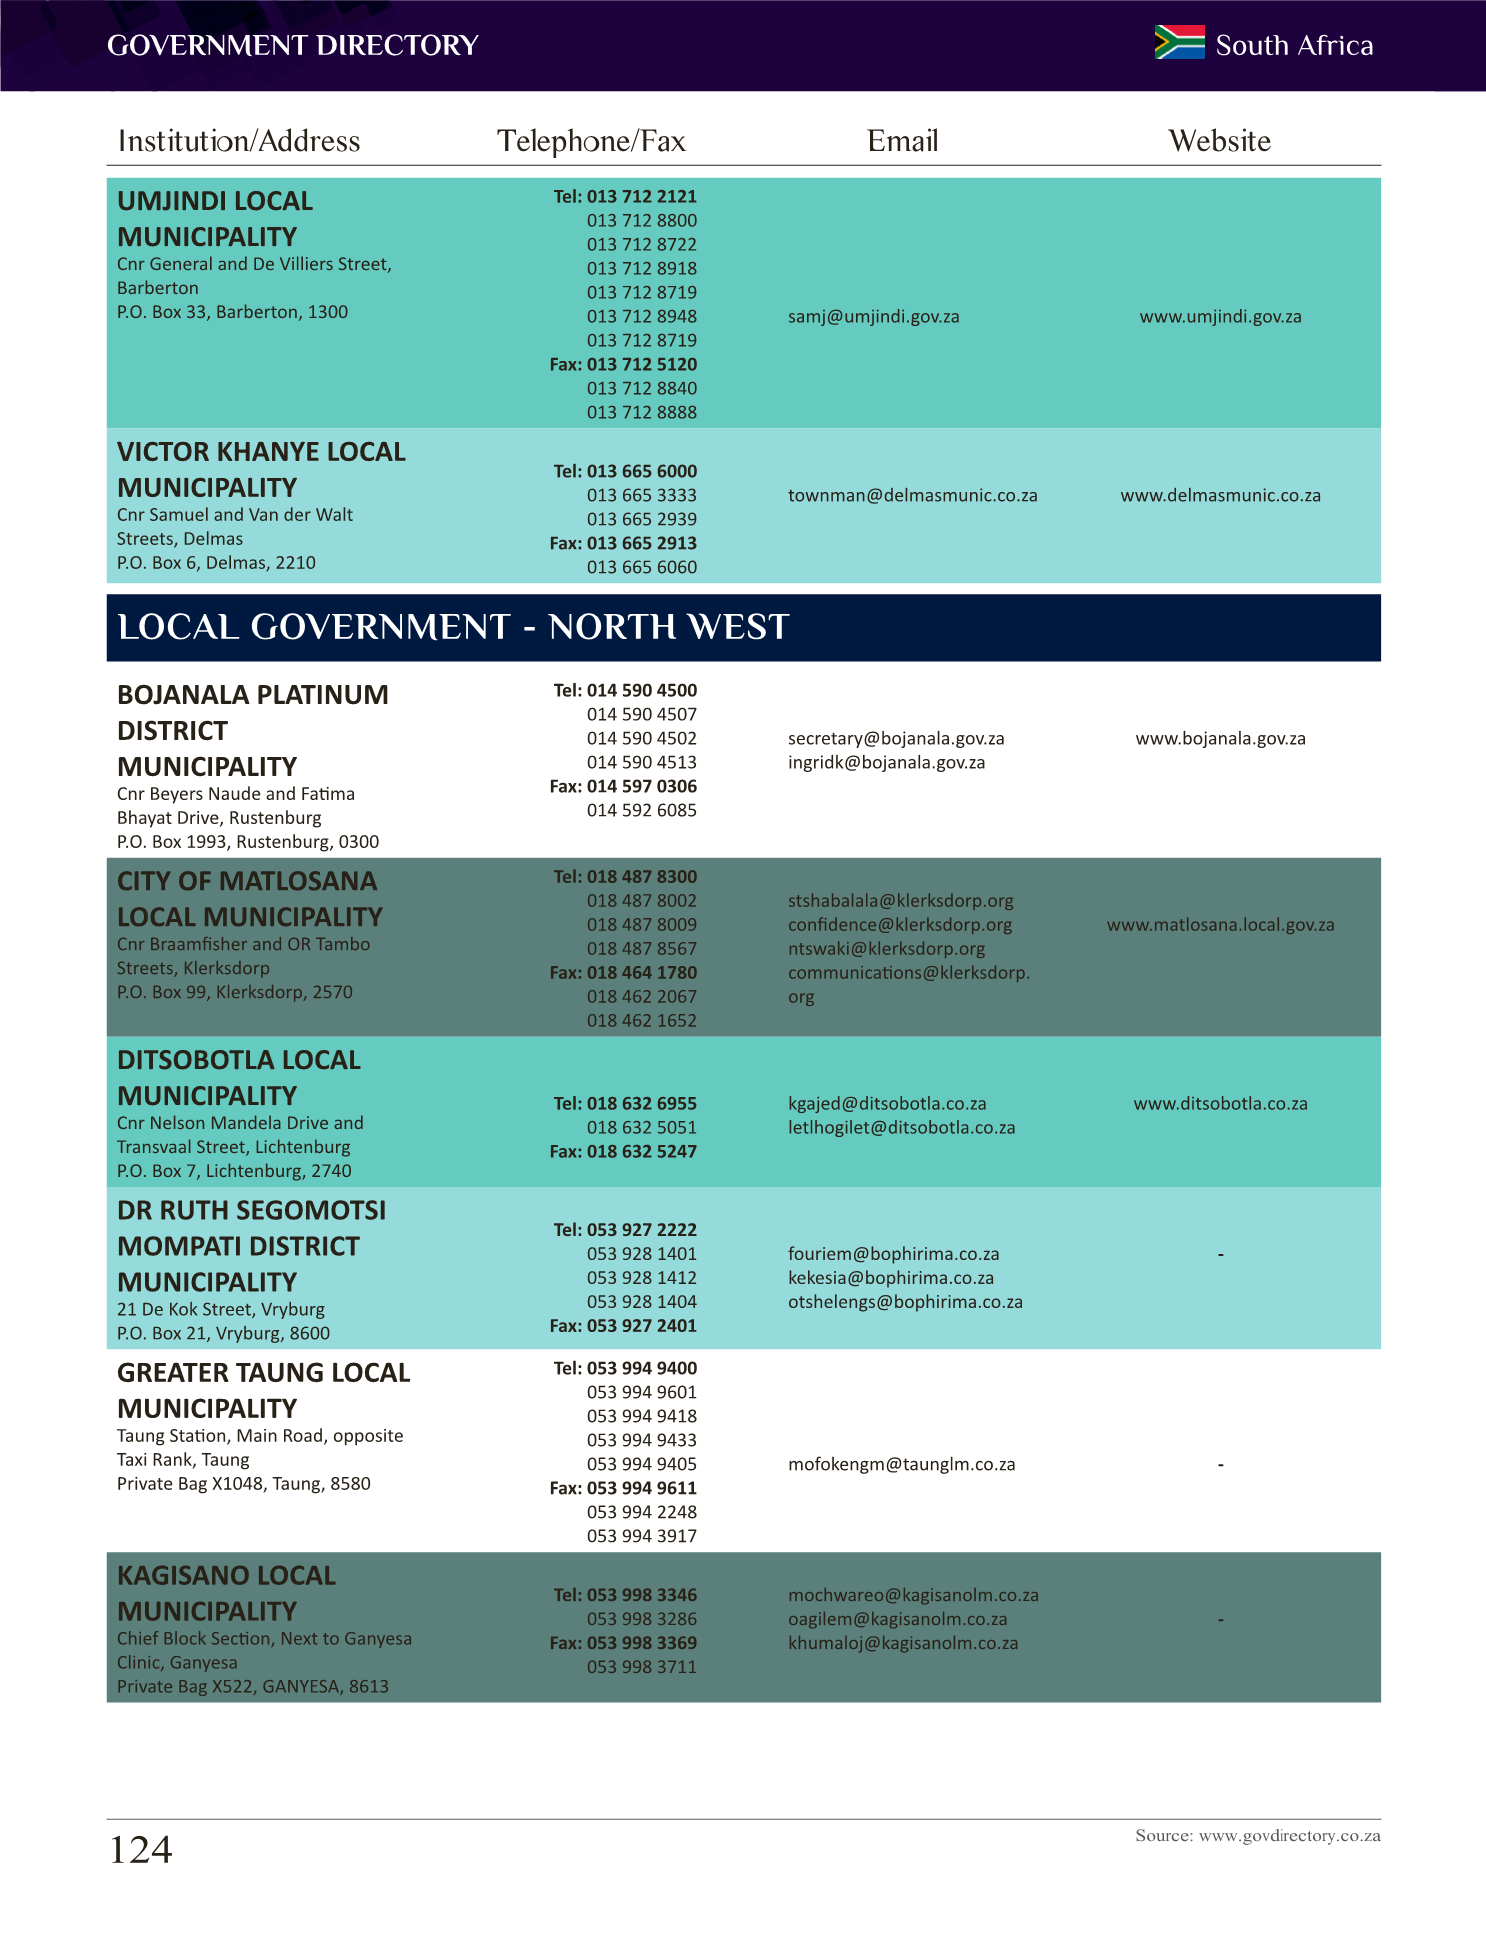 GOVERNMENT DIRECTORY
South Africa
Institution/Address Telephone/Fax Email Website
UMJINDI LOCAL
MUNICIPALITY
Cnr General and De Villiers Street,
Barberton
P.O. Box 33, Barberton, 1300
Tel: 013 712 2121
013 712 8800
013 712 8722
013 712 8918
013 712 8719
013 712 8948
013 712 8719
Fax: 013 712 5120
013 712 8840
013 712 8888
samj@umjindi.gov.za
www.umjindi.gov.za
VICTOR KHANYE LOCAL
MUNICIPALITY
Cnr Samuel and Van der Walt
Streets, Delmas
P.O. Box 6, Delmas, 2210
Tel: 013 665 6000
013 665 3333
013 665 2939
Fax: 013 665 2913
013 665 6060
townman@delmasmunic.co.za
www.delmasmunic.co.za
LOCAL GOVERNMENT - NORTH WEST
BOJANALA PLATINUM
DISTRICT
MUNICIPALITY
Cnr Beyers Naude and Fatima
Bhayat Drive, Rustenburg
P.O. Box 1993, Rustenburg, 0300
Tel: 014 590 4500
014 590 4507
014 590 4502
014 590 4513
Fax: 014 597 0306
014 592 6085
secretary@bojanala.gov.za
ingridk@bojanala.gov.za
www.bojanala.gov.za
CITY OF MATLOSANA
LOCAL MUNICIPALITY
Cnr Braamfisher and OR Tambo
Streets, Klerksdorp
P.O. Box 99, Klerksdorp, 2570
Tel: 018 487 8300
018 487 8002
018 487 8009
018 487 8567
Fax: 018 464 1780
018 462 2067
018 462 1652
stshabalala@klerksdorp.org
confidence@klerksdorp.org
ntswaki@klerksdorp.org
communications@klerksdorp.
org
www.matlosana.local.gov.za
DITSOBOTLA LOCAL
MUNICIPALITY
Cnr Nelson Mandela Drive and
Transvaal Street, Lichtenburg
P.O. Box 7, Lichtenburg, 2740
Tel: 018 632 6955
018 632 5051
Fax: 018 632 5247
kgajed@ditsobotla.co.za
letlhogilet@ditsobotla.co.za
www.ditsobotla.co.za
DR RUTH SEGOMOTSI
MOMPATI DISTRICT
MUNICIPALITY
21 De Kok Street, Vryburg
P.O. Box 21, Vryburg, 8600
Tel: 053 927 2222
053 928 1401
053 928 1412
053 928 1404
Fax: 053 927 2401
fouriem@bophirima.co.za
kekesia@bophirima.co.za
otshelengs@bophirima.co.za
-
GREATER TAUNG LOCAL
MUNICIPALITY
Taung Station, Main Road, opposite
Taxi Rank, Taung
Private Bag X1048, Taung, 8580
Tel: 053 994 9400
053 994 9601
053 994 9418
053 994 9433
053 994 9405
Fax: 053 994 9611
053 994 2248
053 994 3917
mofokengm@taunglm.co.za
-
KAGISANO LOCAL
MUNICIPALITY
Chief Block Section, Next to Ganyesa
Clinic, Ganyesa
Private Bag X522, GANYESA, 8613
Tel: 053 998 3346
053 998 3286
Fax: 053 998 3369
053 998 3711
mochwareo@kagisanolm.co.za
oagilem@kagisanolm.co.za
khumaloj@kagisanolm.co.za
-
124
Source: www.govdirectory.co.za